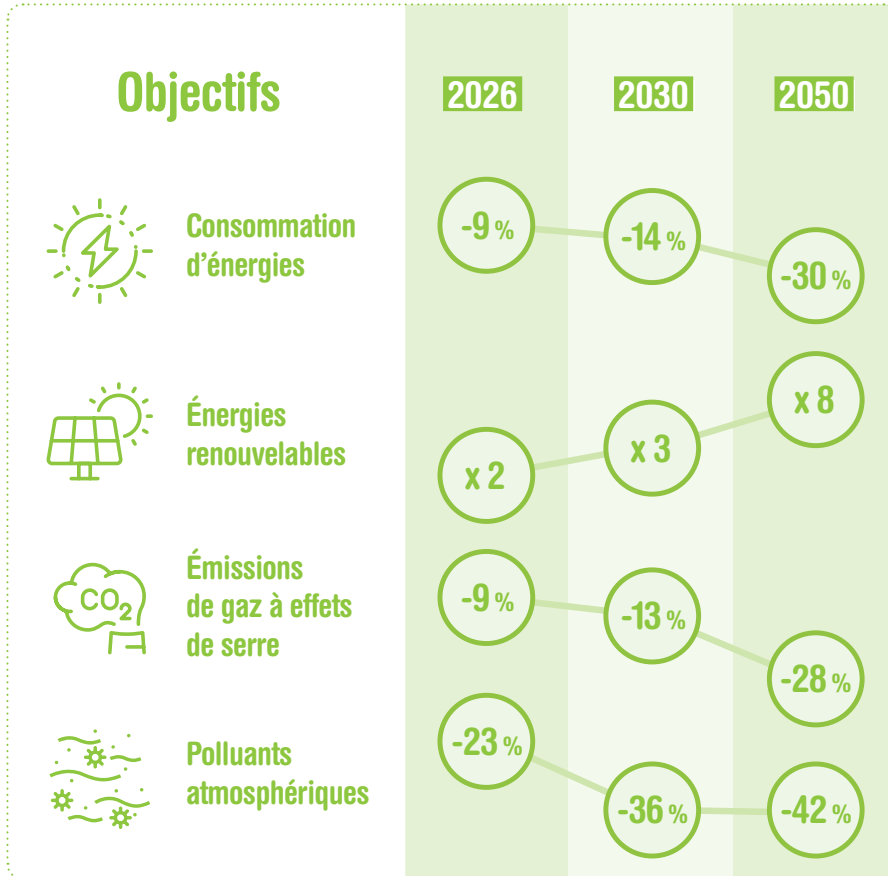 Objectifs
2026
2030
2050
Consommation
d'énergies
-9 %
-14 %
-30 %
Énergies
renouvelables
x 2
x 3
x 8
CO2
Émissions
de gaz à effets
de serre
-9 %
-13 %
-28 %
Polluants
atmosphériques
-23 %
-36 %
-42 %